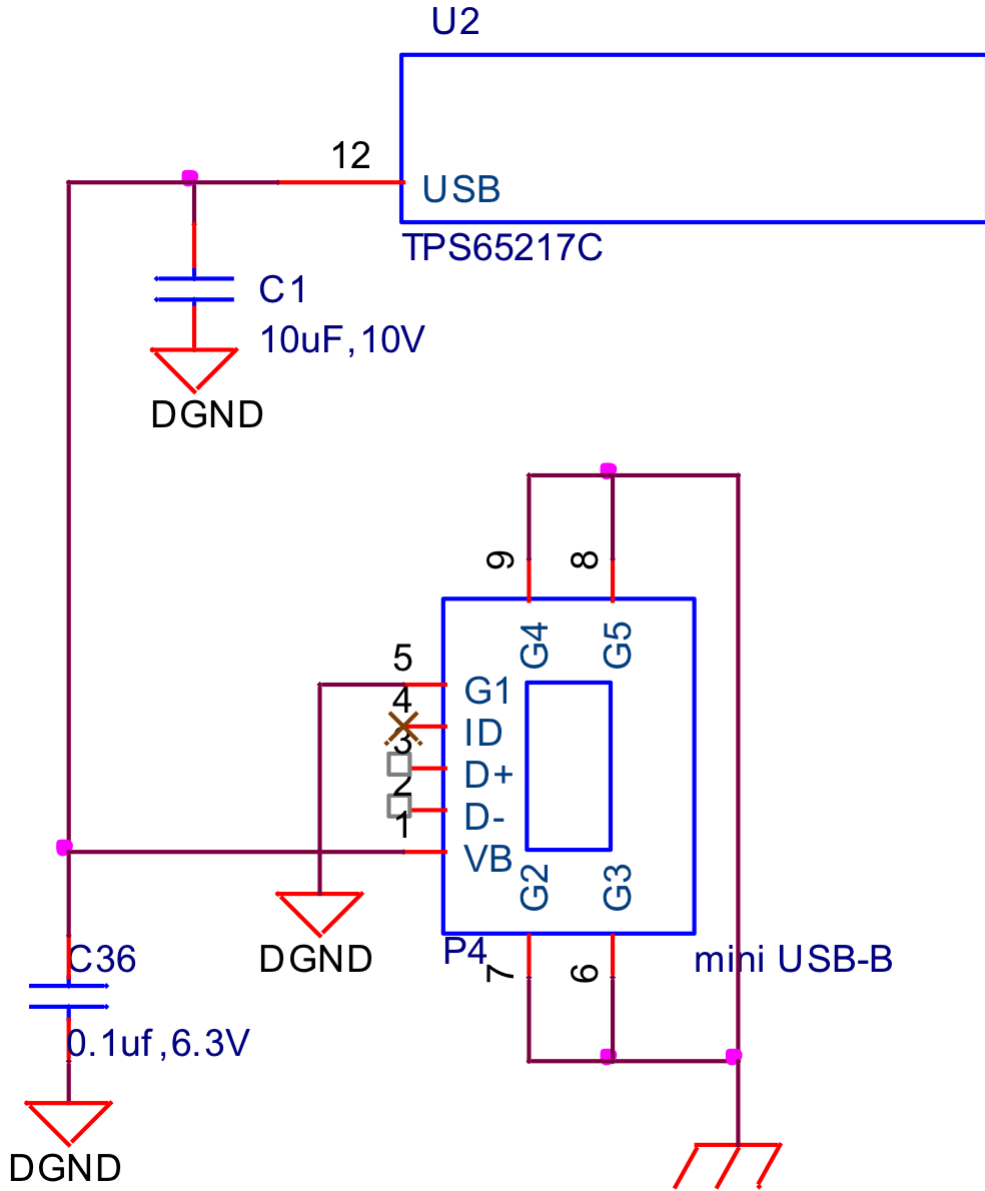 U2
12
USB
TPS65217C
C1
10uF,10V
DGND
9
8
G4
G5
5
G1
4
ID
3
D+
2
D-
1
VB
G2
G3
DGND
P4
mini USB-B
7
6
C36
0.1uf,6.3V
DGND